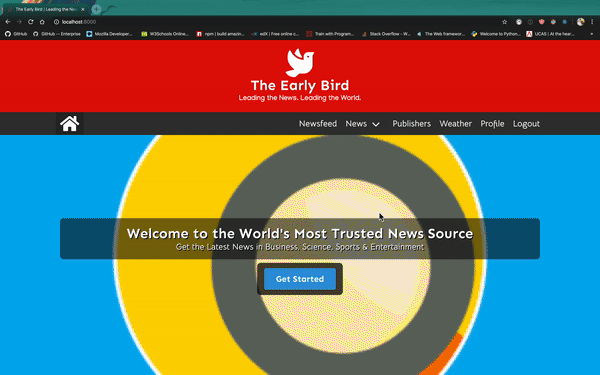 The Early Bird | Leading the New
localhost:8000
GitHub
GitHub — Enterprise
Mozilla Developer...
W3Schools Online...
npm | build amazin...
edX | Free online c...
Train with Program...
Stack Overflow - W...
The Web framewor...
Welcome to Python...
UCAS | At the hear...
The Early Bird
Leading the News. Leading the World.
Newsfeed
News
Publishers
Weather
Profile
Logout
Welcome to the World's Most Trusted News Source
Get the Latest News in Business, Science, Sports & Entertainment
Get Started